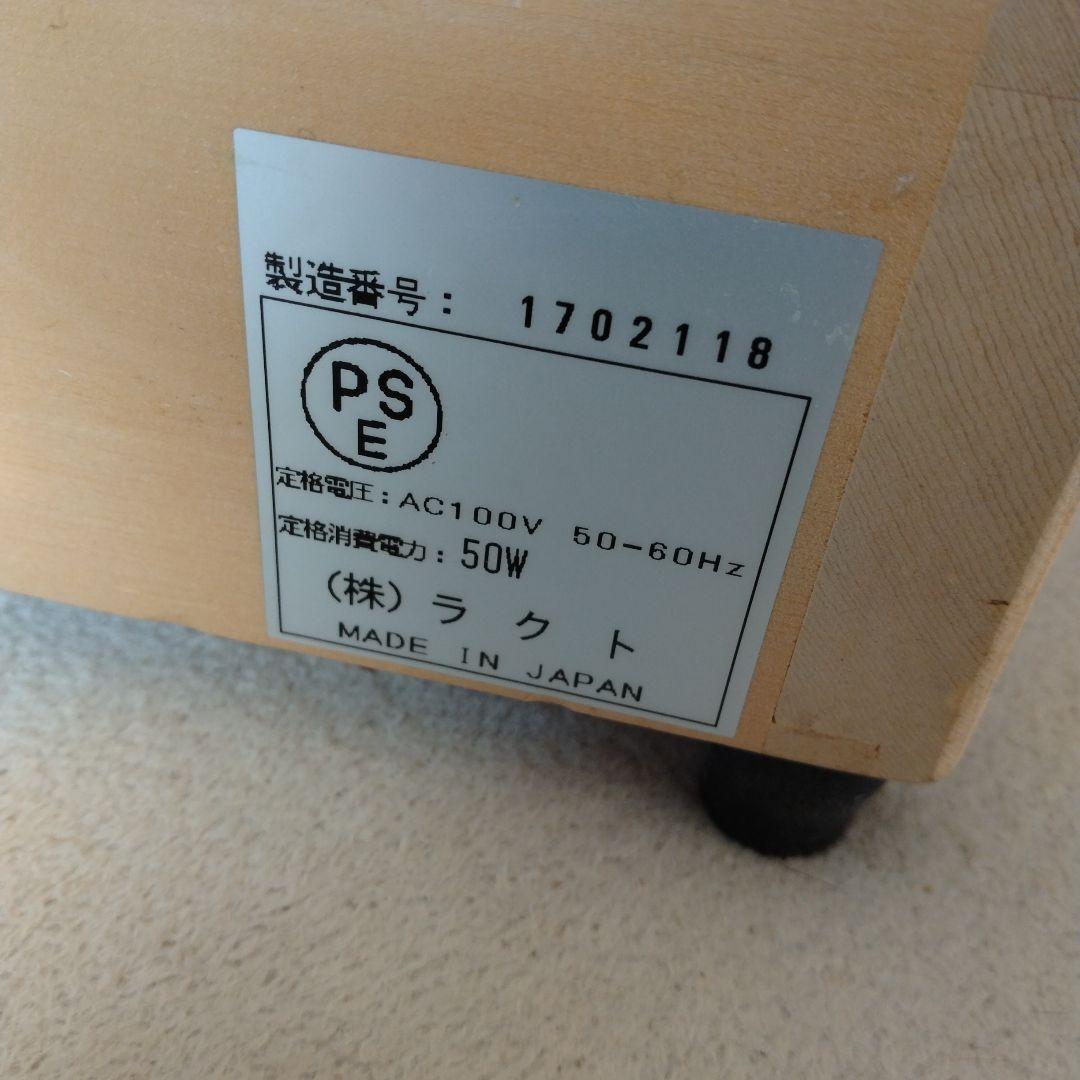 製造番号： 1702118
PS
E
定格電圧：AC100V 50-60Hz
定格消費電力：50W
（株）ラクト
MADE IN JAPAN